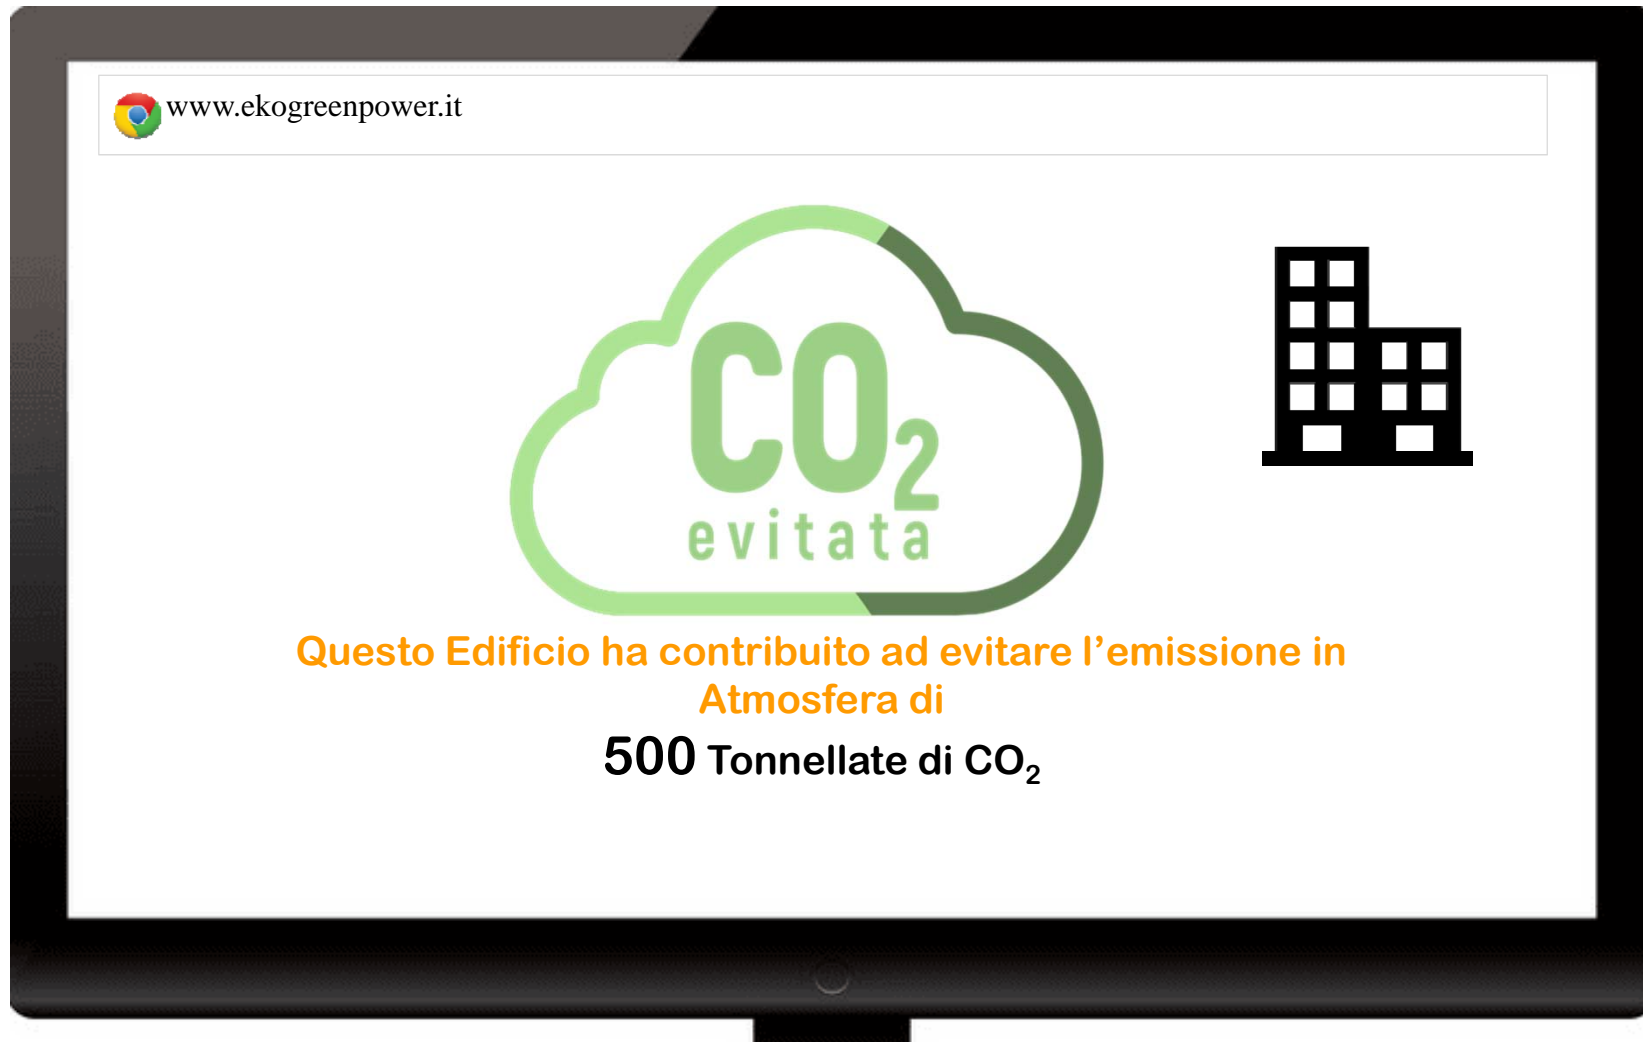 www.ekogreenpower.it
CO₂
evitata
Questo Edificio ha contribuito ad evitare l’emissione in
Atmosfera di
500 Tonnellate di CO₂